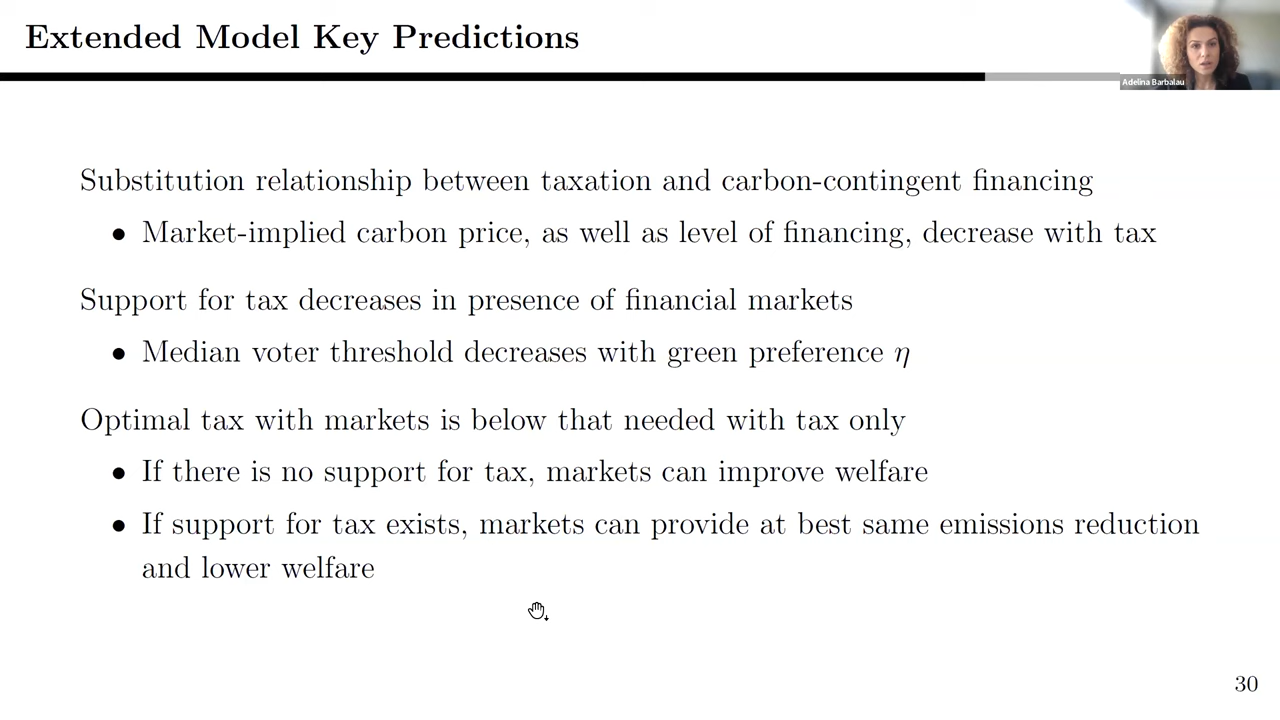 Extended Model Key Predictions
Adelina Barbalau
Substitution relationship between taxation and carbon-contingent financing
• Market-implied carbon price, as well as level of financing, decrease with tax
Support for tax decreases in presence of financial markets
• Median voter threshold decreases with green preference η
Optimal tax with markets is below that needed with tax only
• If there is no support for tax, markets can improve welfare
• If support for tax exists, markets can provide at best same emissions reduction
and lower welfare
30